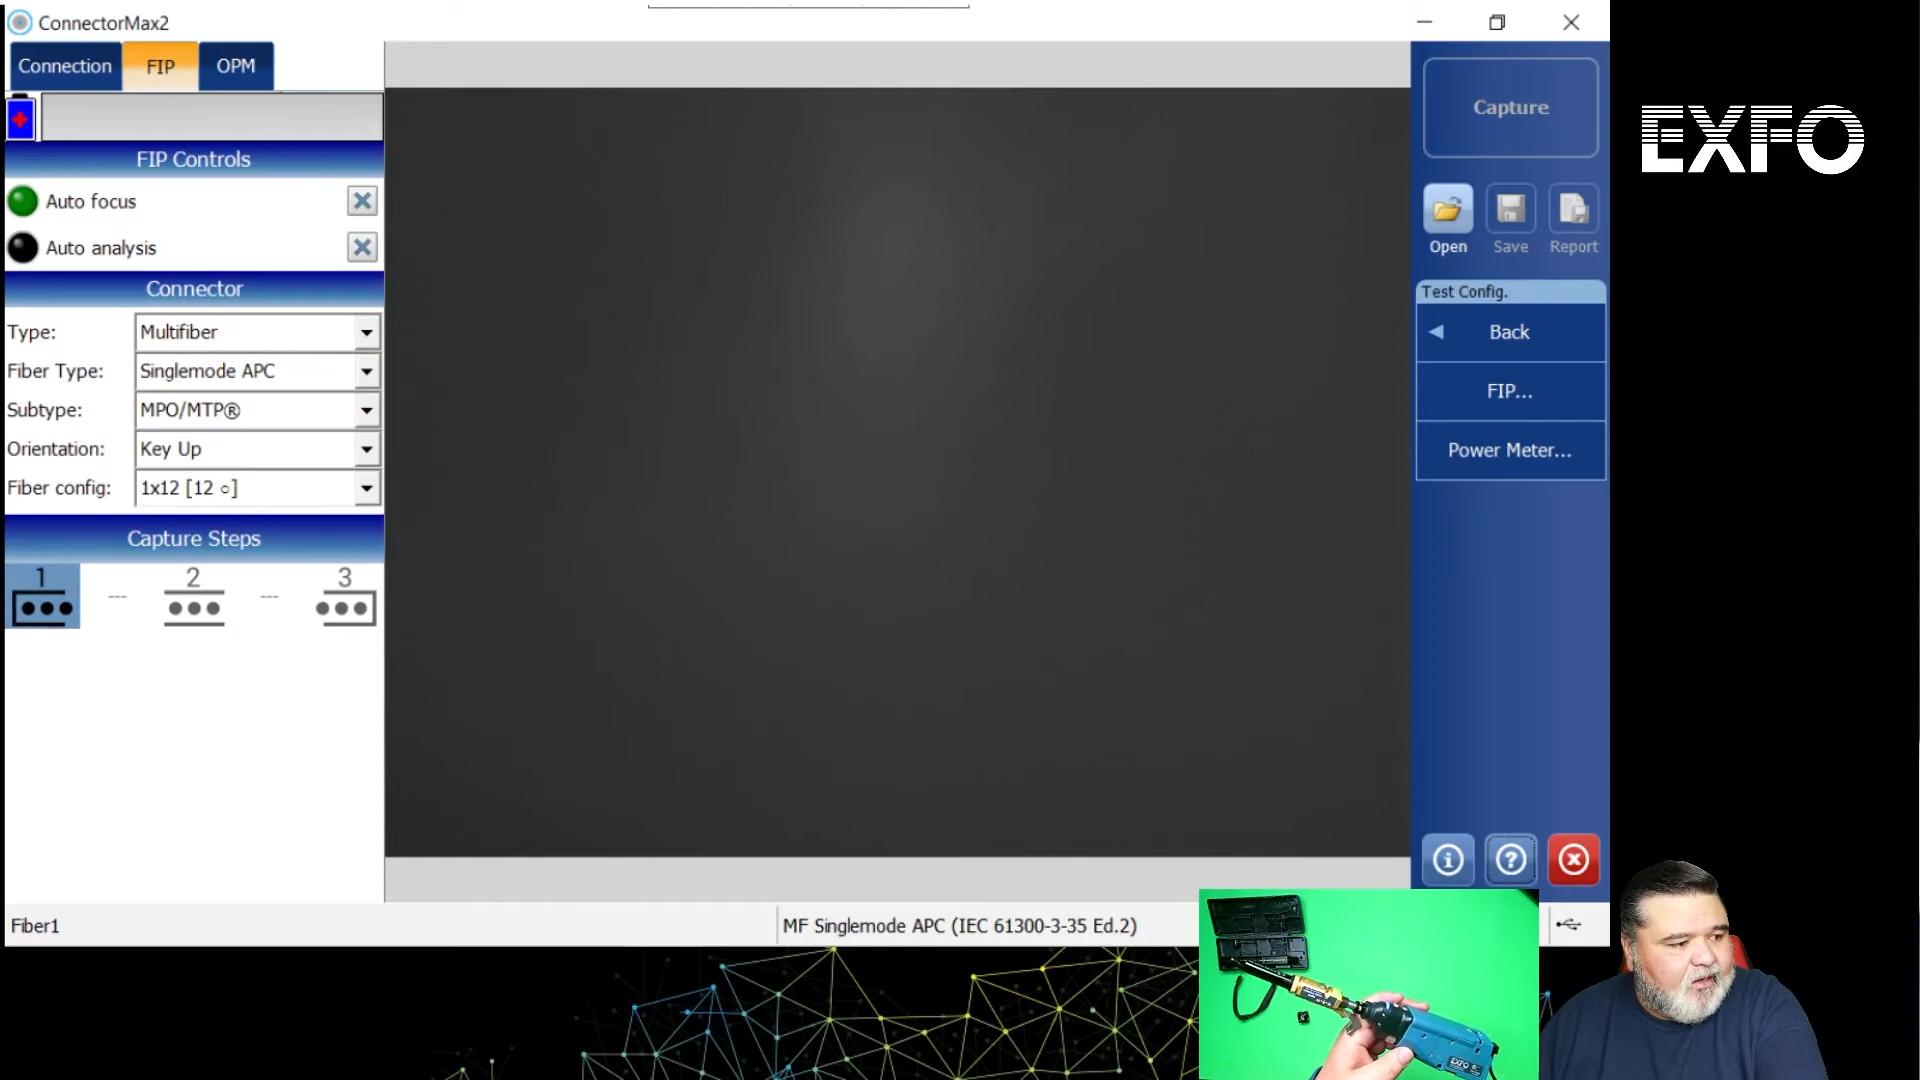 ConnectorMax2
Connection
FIP
OPM
FIP Controls
Auto focus
Auto analysis
Connector
Type:
Multifiber
Fiber Type:
Singlemode APC
Subtype:
MPO/MTP®
Orientation:
Key Up
Fiber config:
1x12 [12 ○]
Capture Steps
1
---
2
---
3
Capture
Open
Save
Report
Test Config.
Back
FIP...
Power Meter...
Fiber1
MF Singlemode APC (IEC 61300-3-35 Ed.2)
EXFO
EXFO